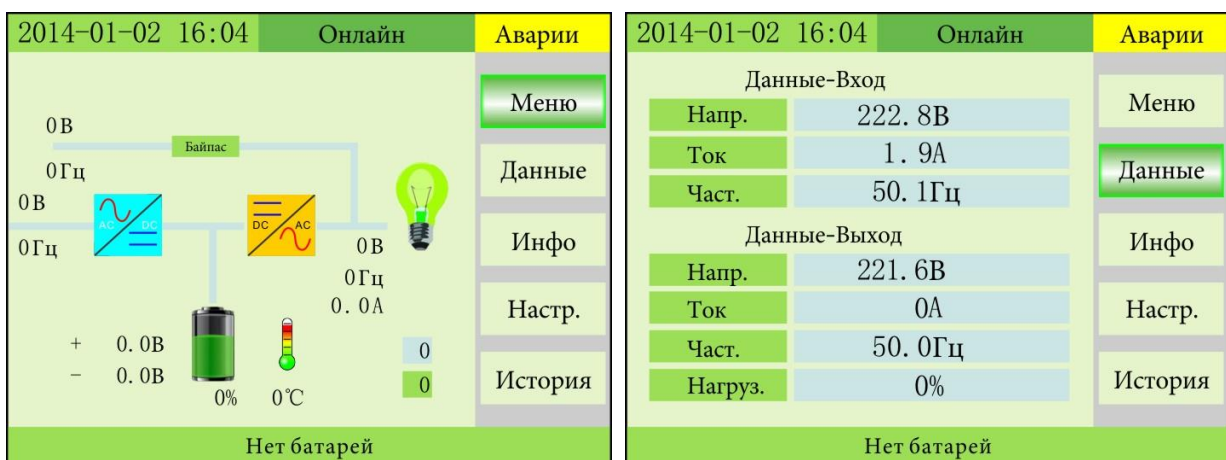 2014-01-02 16:04 Онлайн Аварии
Меню
0В
Байпас
0Гц
Данные
0В
AC DC
DC AC
0Гц
0В
Инфо
0Гц
0.0А
Настр.
+ 0.0В
0
- 0.0В
0
История
0% 0℃
Нет батарей
2014-01-02 16:04 Онлайн Аварии
Данные-Вход
Меню
Напр. 222.8В
Ток 1.9А
Данные
Част. 50.1Гц
Данные-Выход
Инфо
Напр. 221.6В
Ток 0А
Настр.
Част. 50.0Гц
Нагруз. 0%
История
Нет батарей